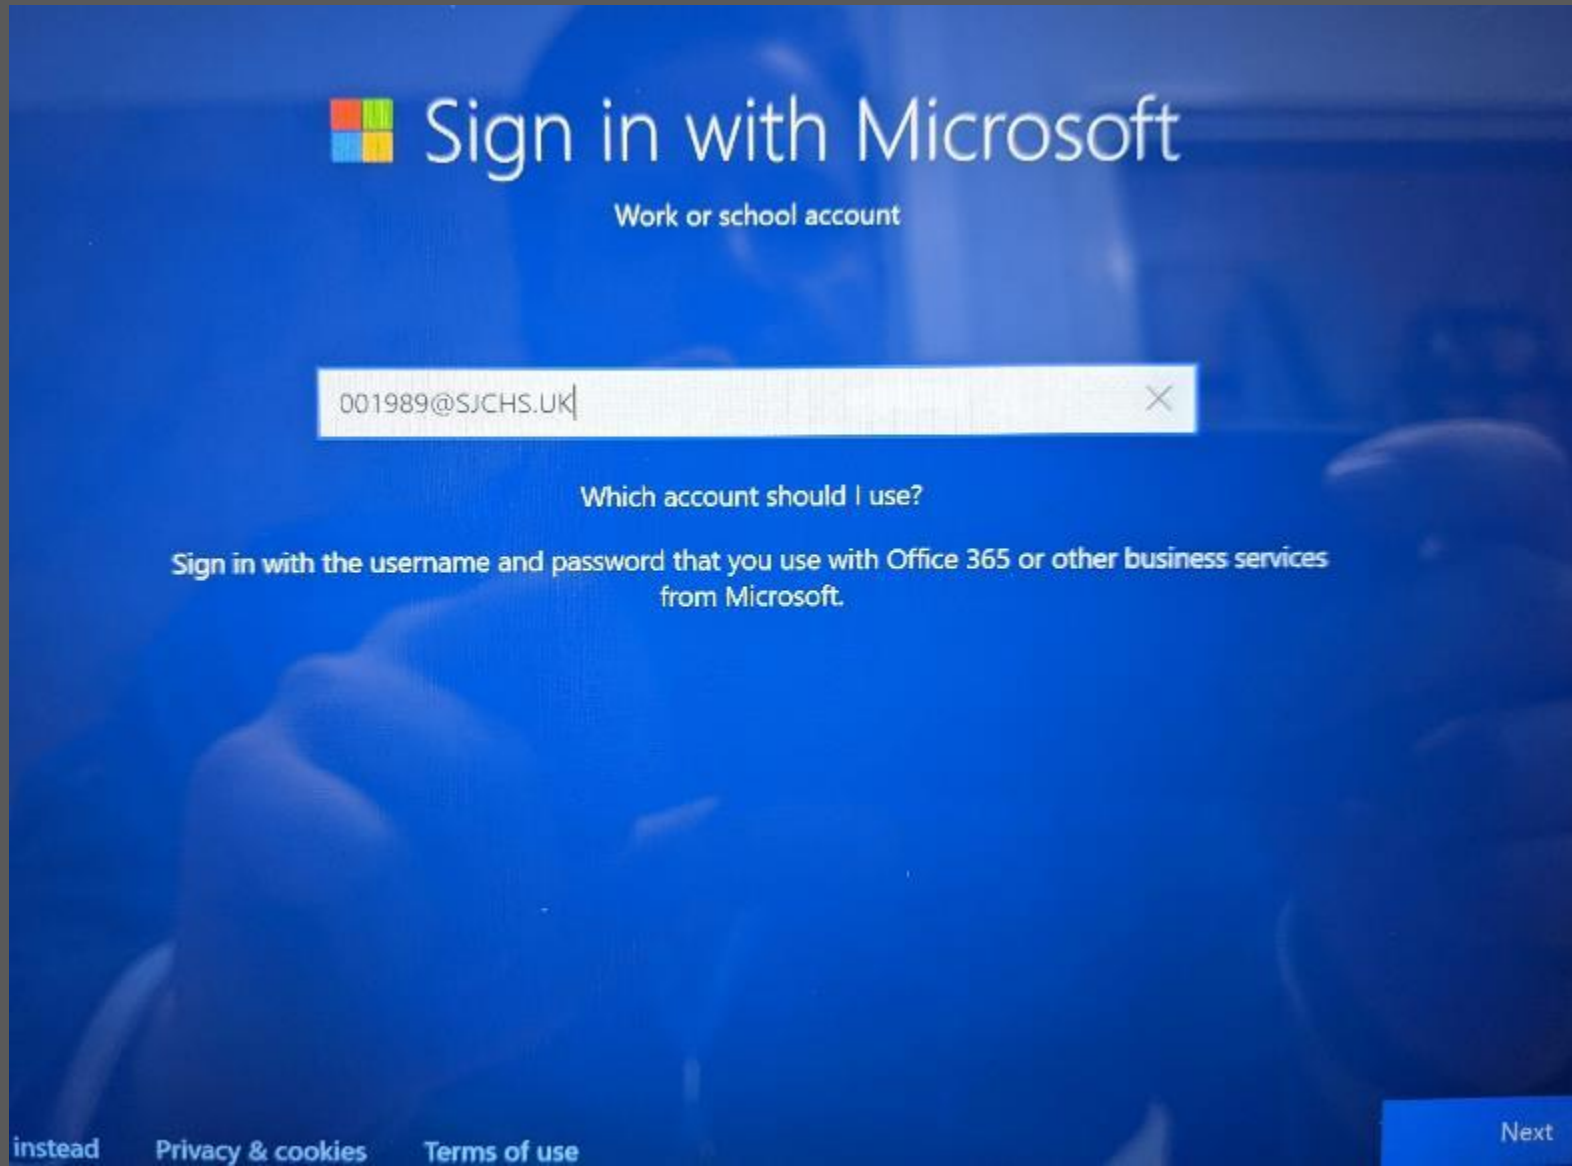 Sign in with Microsoft
Work or school account
001989@SJCHS.UK
Which account should I use?
Sign in with the username and password that you use with Office 365 or other business services
from Microsoft.
instead
Privacy & cookies
Terms of use
Next